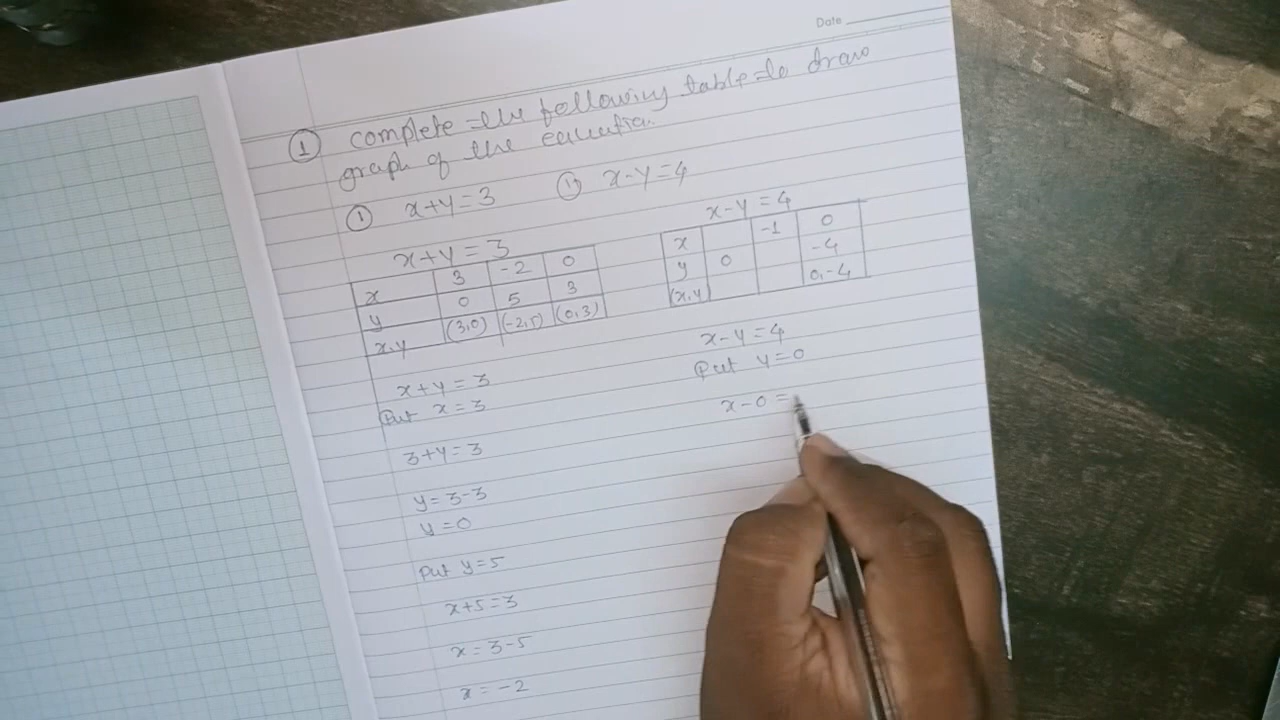 Date
① complete the following table to draw
graph of the equation.
① x+y=3 ⑪ x-y=4
x+y=3
x 3 -2 0
y 0 5 3
x,y (3,0) (-2,5) (0,3)
x+y=3
Put x=3
3+y=3
y=3-3
y=0
Put y=5
x+5=3
x=3-5
x=-2
x-y=4
x -1 0
y 0 -4
(x,y) 0,-4
x-y=4
Put y=0
x-0=